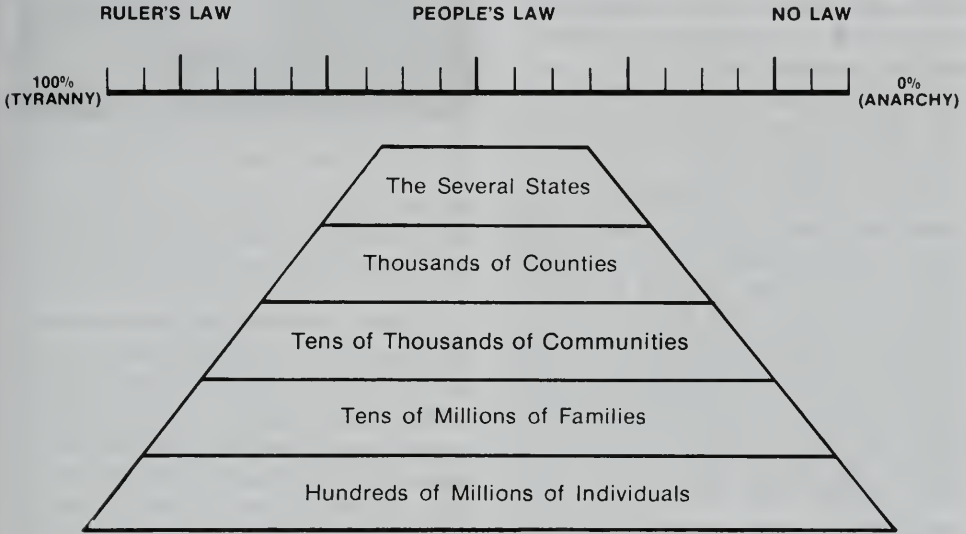 RULER'S LAW PEOPLE'S LAW NO LAW
100%
(TYRANNY)
0%
(ANARCHY)
The Several States
Thousands of Counties
Tens of Thousands of Communities
Tens of Millions of Families
Hundreds of Millions of Individuals